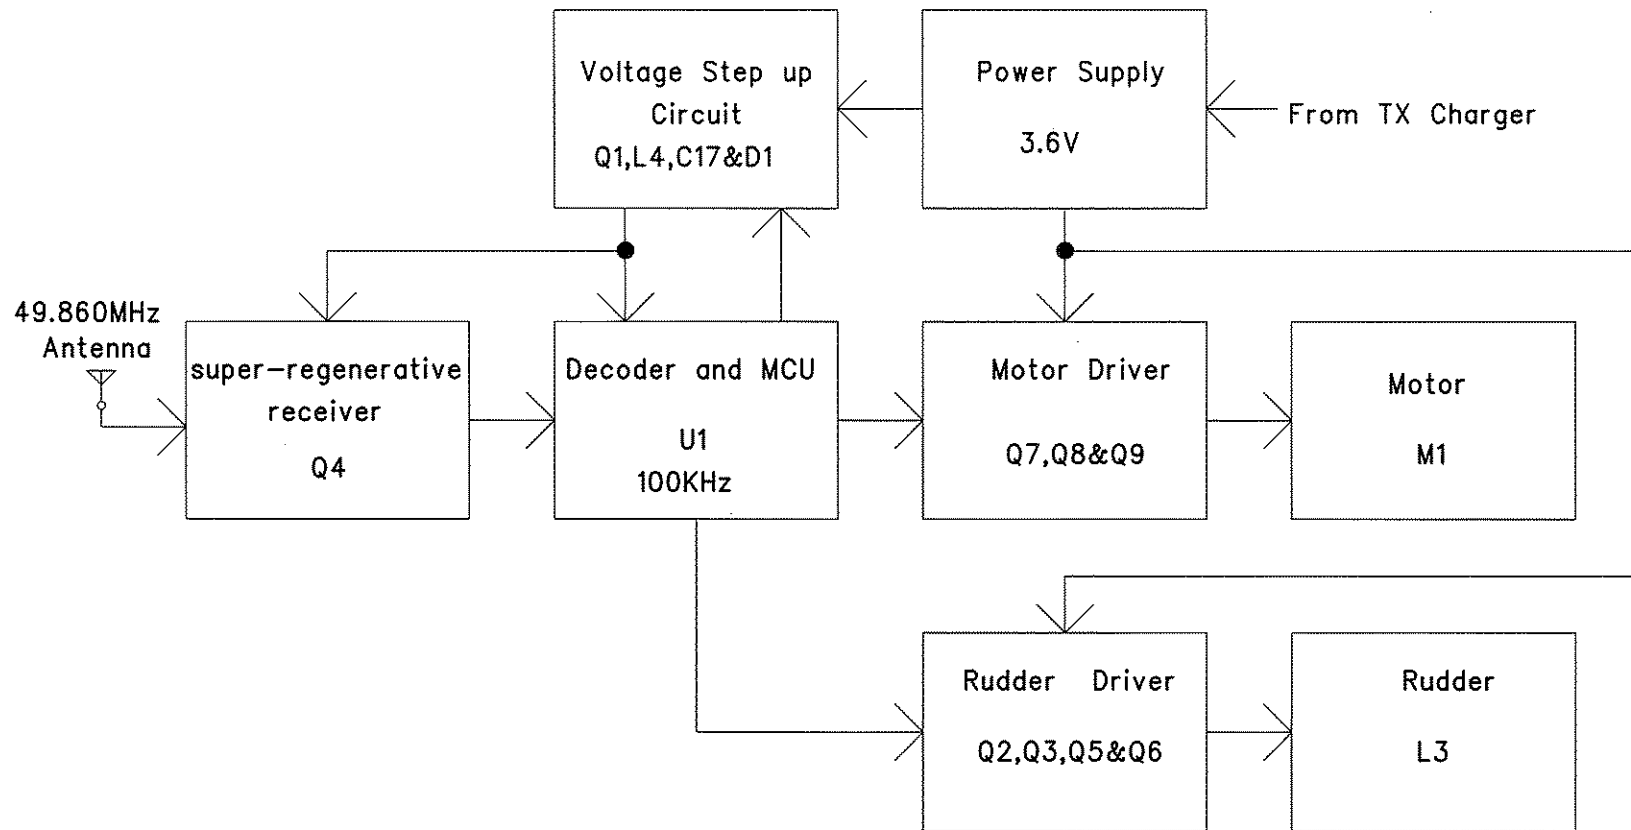 Voltage Step up
Circuit
Q1,L4,C17&D1
Power Supply
3.6V
From TX Charger
49.860MHz
Antenna
super-regenerative
receiver
Q4
Decoder and MCU
U1
100KHz
Motor Driver
Q7,Q8&Q9
Motor
M1
Rudder Driver
Q2,Q3,Q5&Q6
Rudder
L3